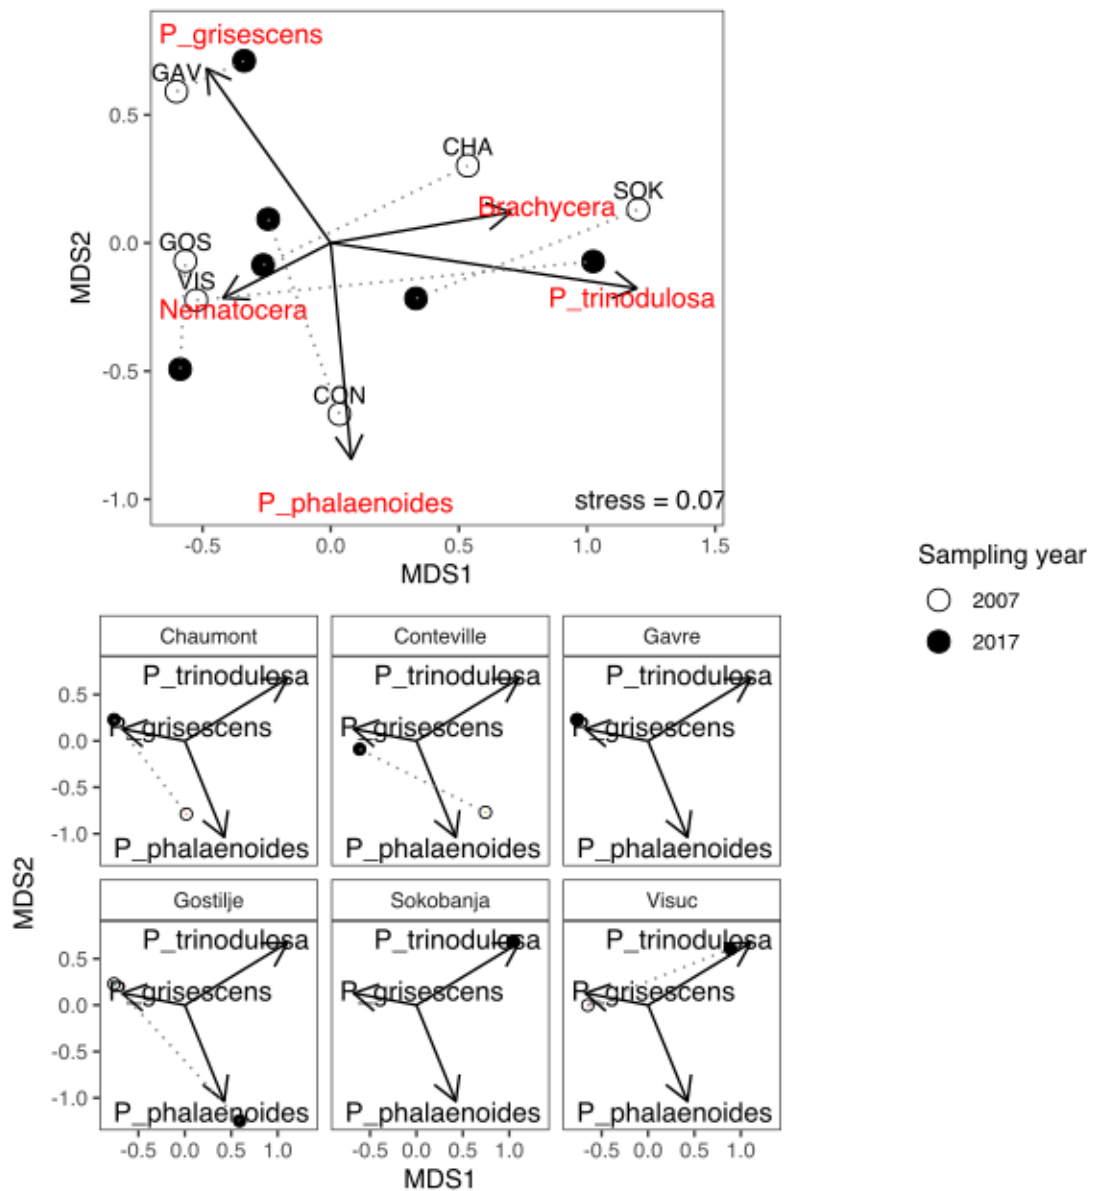 P_grisescens
GAV
CHA
SOK
Brachycera
GOS
VIS
Nematocera
P_trinodulosa
CON
P_phalaenoides
stress = 0.07
0.5
0.0
-0.5
-1.0
MDS2
-0.5 0.0 0.5 1.0 1.5
MDS1
Sampling year
2007
2017
Chaumont Conteville Gavre
P_trinodulosa P_trinodulosa P_trinodulosa
P_grisescens P_grisescens P_grisescens
P_phalaenoides P_phalaenoides P_phalaenoides
0.5
0.0
-0.5
-1.0
MDS2
Gostilje Sokobanja Visuc
P_trinodulosa P_trinodulosa P_trinodulosa
P_grisescens P_grisescens P_grisescens
P_phalaenoides P_phalaenoides P_phalaenoides
0.5
0.0
-0.5
-1.0
-0.5 0.0 0.5 1.0 -0.5 0.0 0.5 1.0 -0.5 0.0 0.5 1.0
MDS1